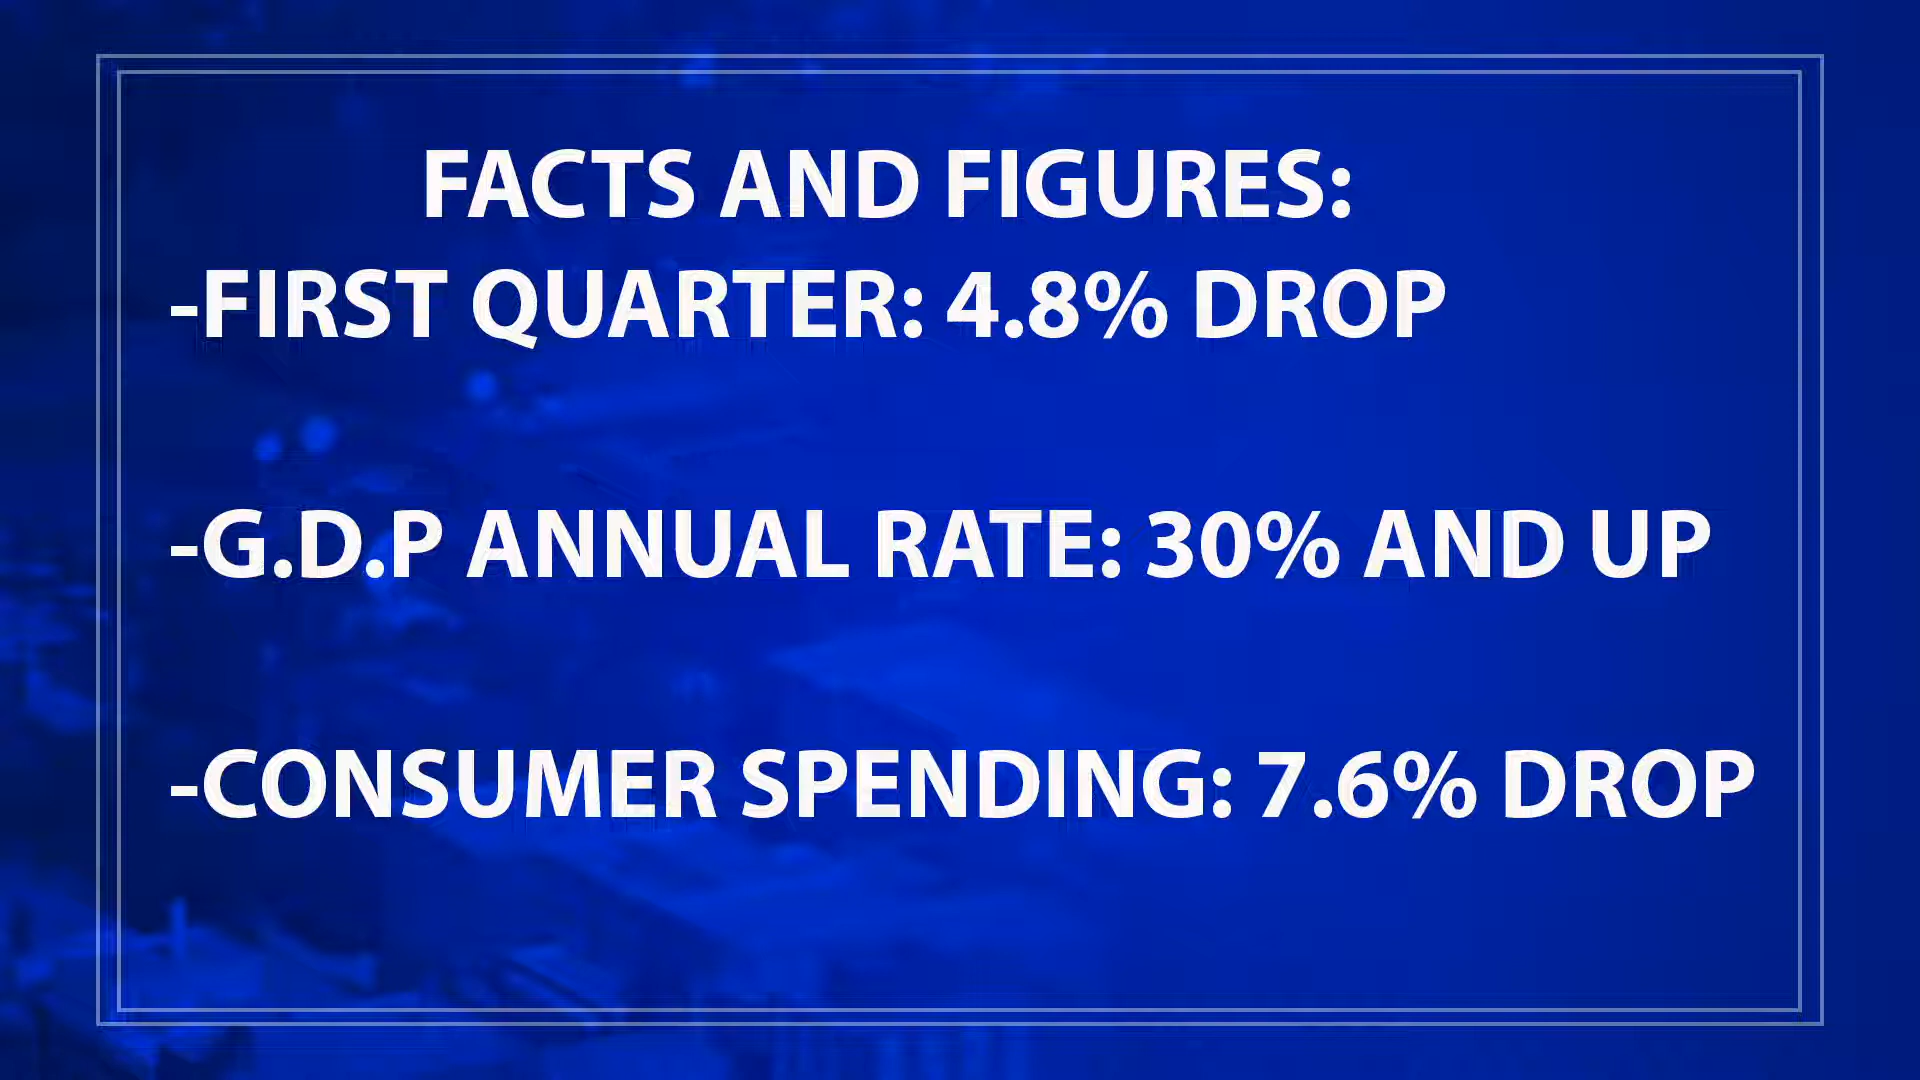 FACTS AND FIGURES:
-FIRST QUARTER: 4.8% DROP
-G.D.P ANNUAL RATE: 30% AND UP
-CONSUMER SPENDING: 7.6% DROP